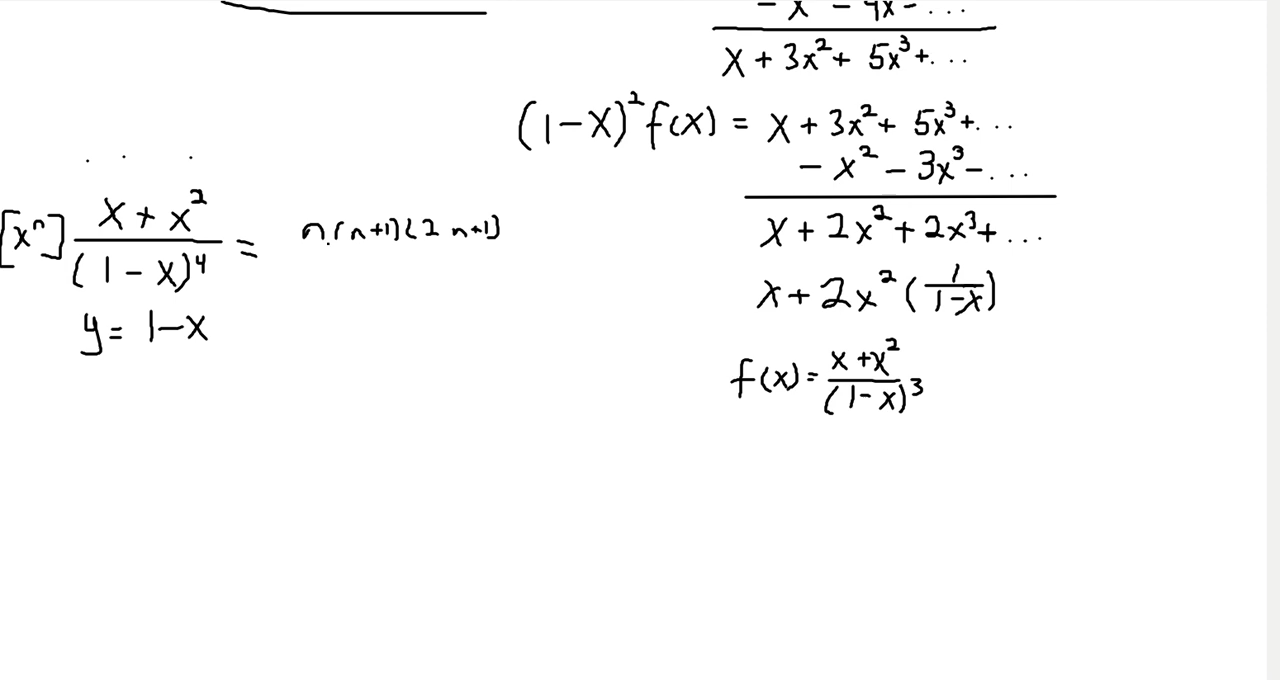 - x - 4x - ...
x + 3x² + 5x³ + ...
(1-x)² f(x) = x + 3x² + 5x³ + ...
- x² - 3x³ - ...
x + 2x² + 2x³ + ...
x + 2x² (1/(1-x))
f(x) = (x + x²)/(1-x)³
[xⁿ] (x + x²)/(1-x)⁴ = n(n+1)(2n+1)
y = 1-x